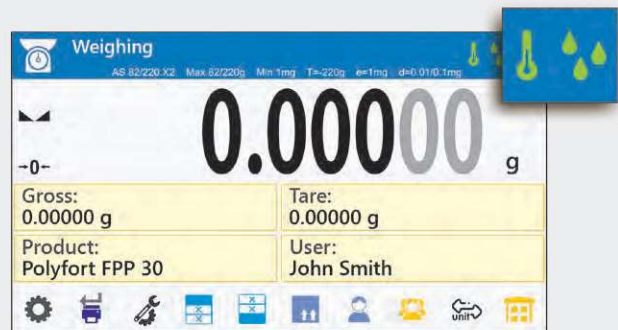 Weighing
AS 82/220.X2 Max 82/220g Min 1mg T=-220g e=1mg d=0.01/0.1mg
→0←
0.00000 g
Gross:
0.00000 g
Tare:
0.00000 g
Product:
Polyfort FPP 30
User:
John Smith
unit